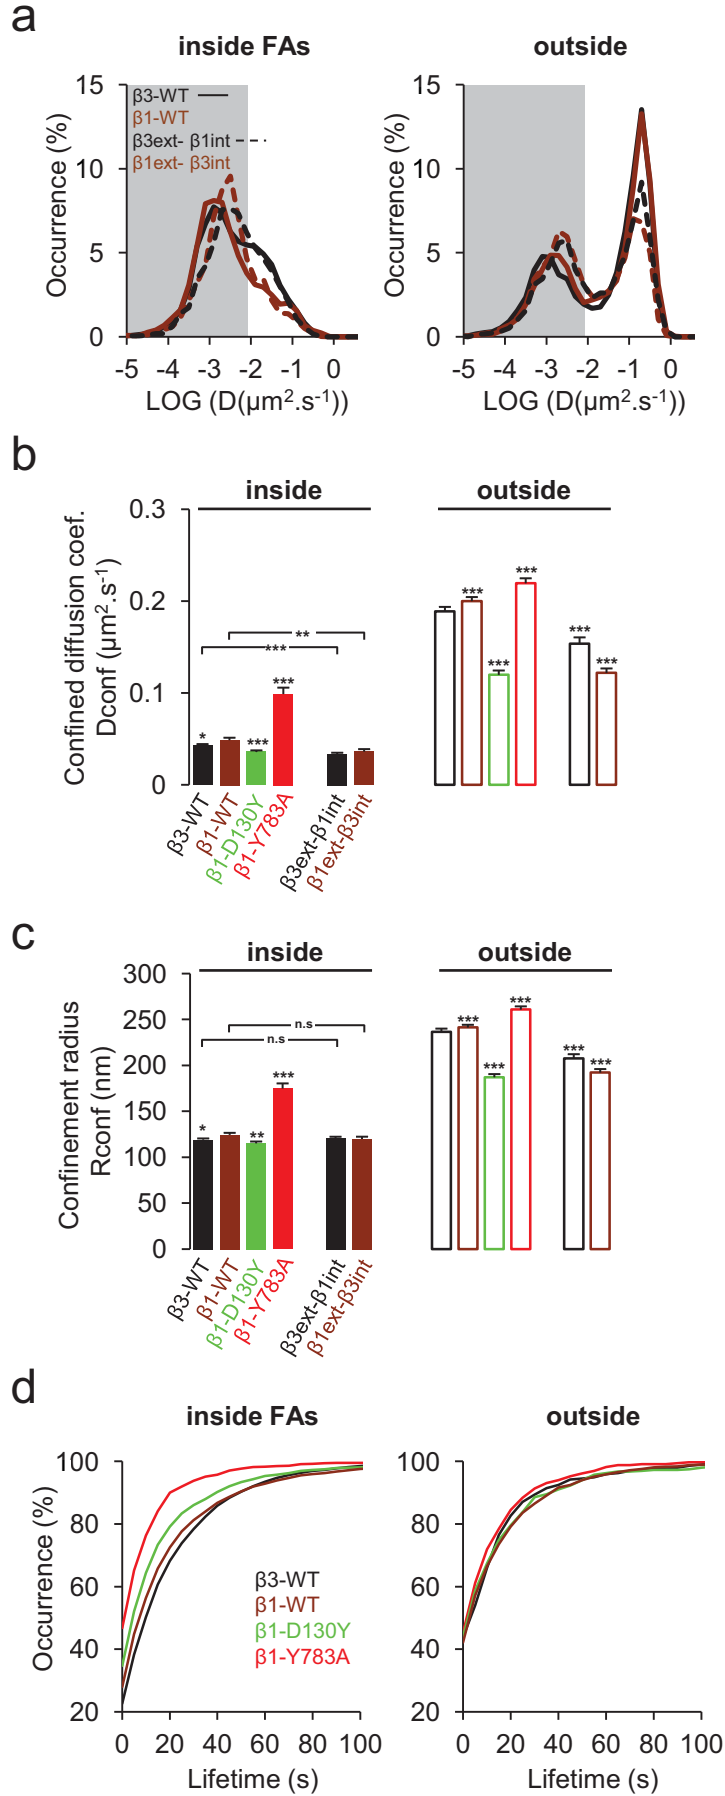 a
inside FAs
outside
15
10
5
0
Occurrence (%)
β3-WT
β1-WT
β3ext- β1int
β1ext- β3int
-5 -4 -3 -2 -1 0
LOG (D(µm².s⁻¹))
15
10
5
0
Occurrence (%)
-5 -4 -3 -2 -1 0
LOG (D(µm².s⁻¹))
b
inside
outside
0.3
0.2
0.1
0
Confined diffusion coef.
Dconf (µm².s⁻¹)
**
***
*
***
***
***
***
***
***
***
β3-WT
β1-WT
β1-D130Y
β1-Y783A
β3ext-β1int
β1ext-β3int
c
inside
outside
300
250
200
150
100
50
0
Confinement radius
Rconf (nm)
n.s
n.s
*
**
***
***
***
***
***
***
β3-WT
β1-WT
β1-D130Y
β1-Y783A
β3ext-β1int
β1ext-β3int
d
inside FAs
outside
100
80
60
40
20
Occurrence (%)
β3-WT
β1-WT
β1-D130Y
β1-Y783A
0 20 40 60 80 100
Lifetime (s)
100
80
60
40
20
Occurrence (%)
0 20 40 60 80 100
Lifetime (s)